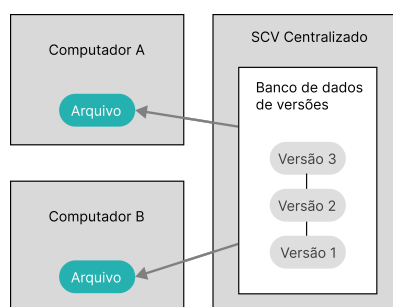 Computador A
Arquivo
SCV Centralizado
Banco de dados
de versões
Versão 3
Versão 2
Versão 1
Computador B
Arquivo